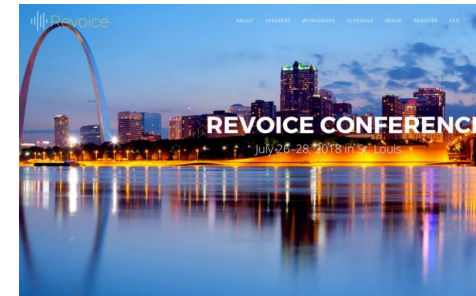 Revoice
ABOUT SPEAKERS WORKSHOPS SCHEDULE VENUE REGISTER FAQ
REVOICE CONFERENC
July 26-28, 2018 in St. Louis